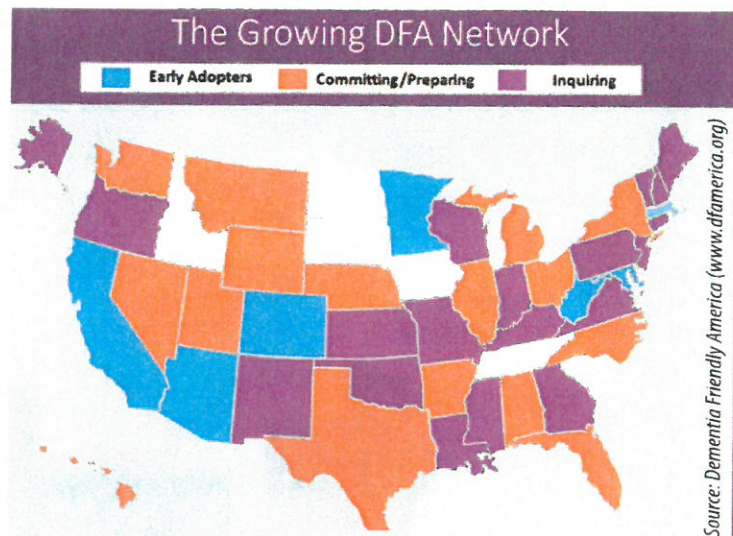 The Growing DFA Network
Early Adopters
Committing/Preparing
Inquiring
Source: Dementia Friendly America (www.dfamerica.org)